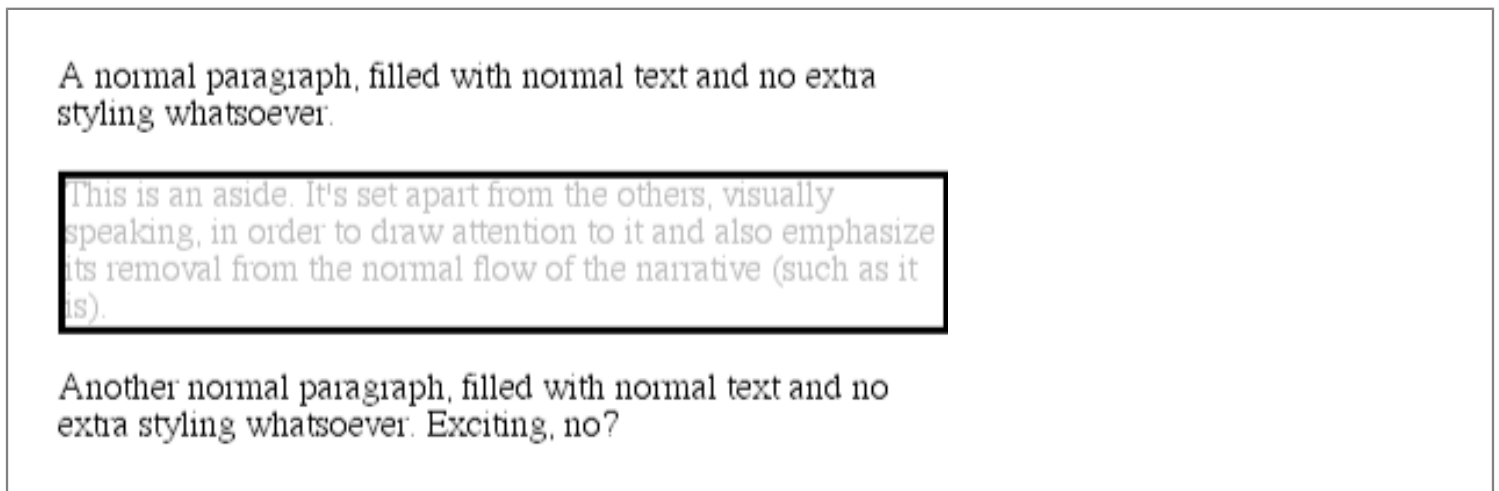 A normal paragraph, filled with normal text and no extra
styling whatsoever.
This is an aside. It's set apart from the others, visually
speaking, in order to draw attention to it and also emphasize
its removal from the normal flow of the narrative (such as it
is).
Another normal paragraph, filled with normal text and no
extra styling whatsoever. Exciting, no?